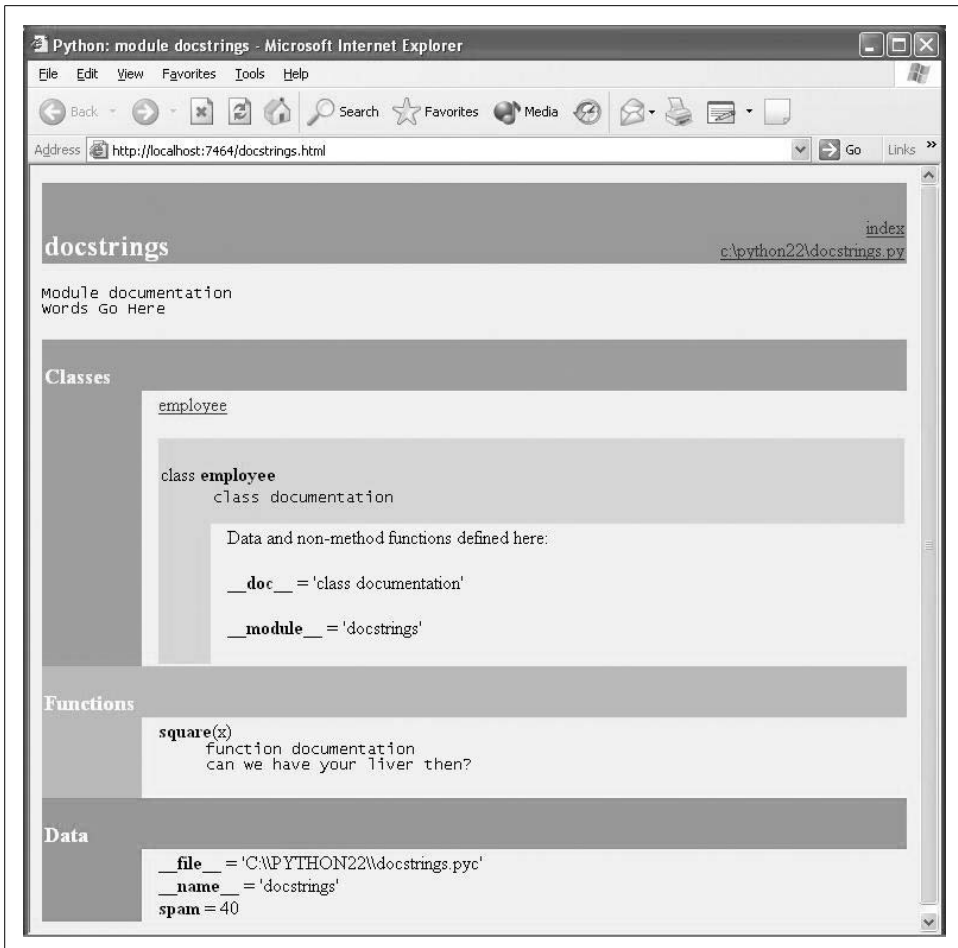 Python: module docstrings - Microsoft Internet Explorer
File Edit View Favorites Tools Help
Back Search Favorites Media
Address http://localhost:7464/docstrings.html Go Links »
index
docstrings c:\python22\docstrings.py
Module documentation
Words Go Here
Classes
employee
class employee
class documentation
Data and non-method functions defined here:
__doc__ = 'class documentation'
__module__ = 'docstrings'
Functions
square(x)
function documentation
can we have your liver then?
Data
__file__ = 'C:\\PYTHON22\\docstrings.pyc'
__name__ = 'docstrings'
spam = 40